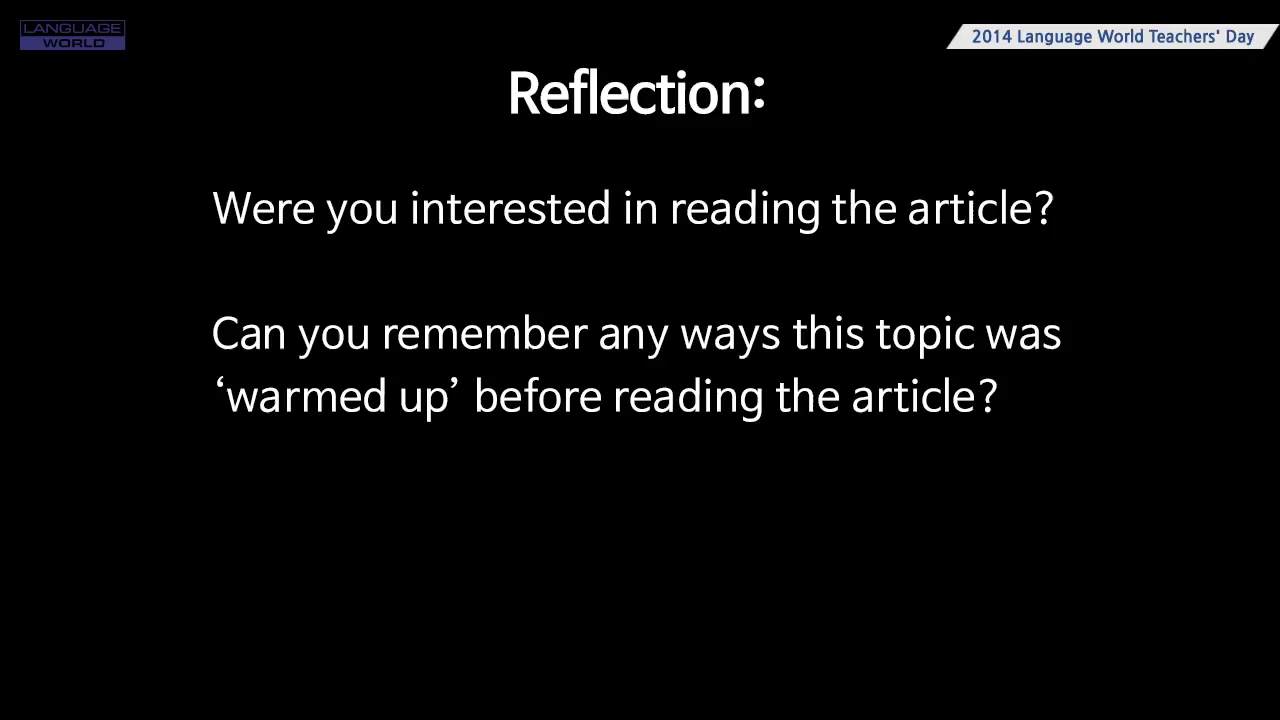 LANGUAGE
WORLD
2014 Language World Teachers' Day
Reflection:
Were you interested in reading the article?
Can you remember any ways this topic was
‘warmed up’ before reading the article?